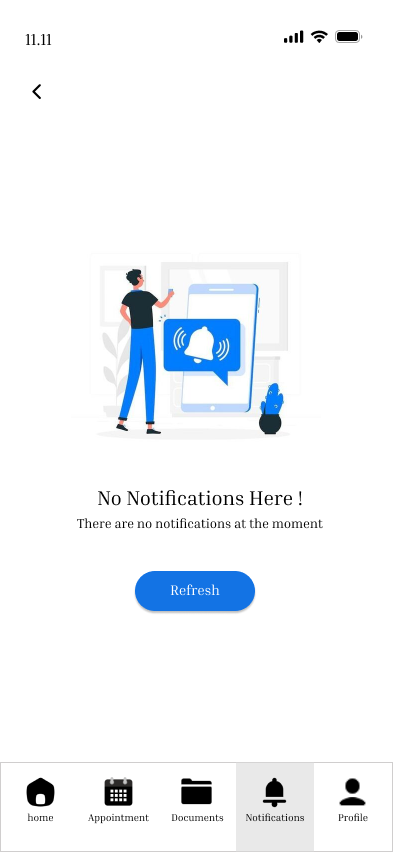 11.11
No Notifications Here !
There are no notifications at the moment
Refresh
home
Appointment
Documents
Notifications
Profile